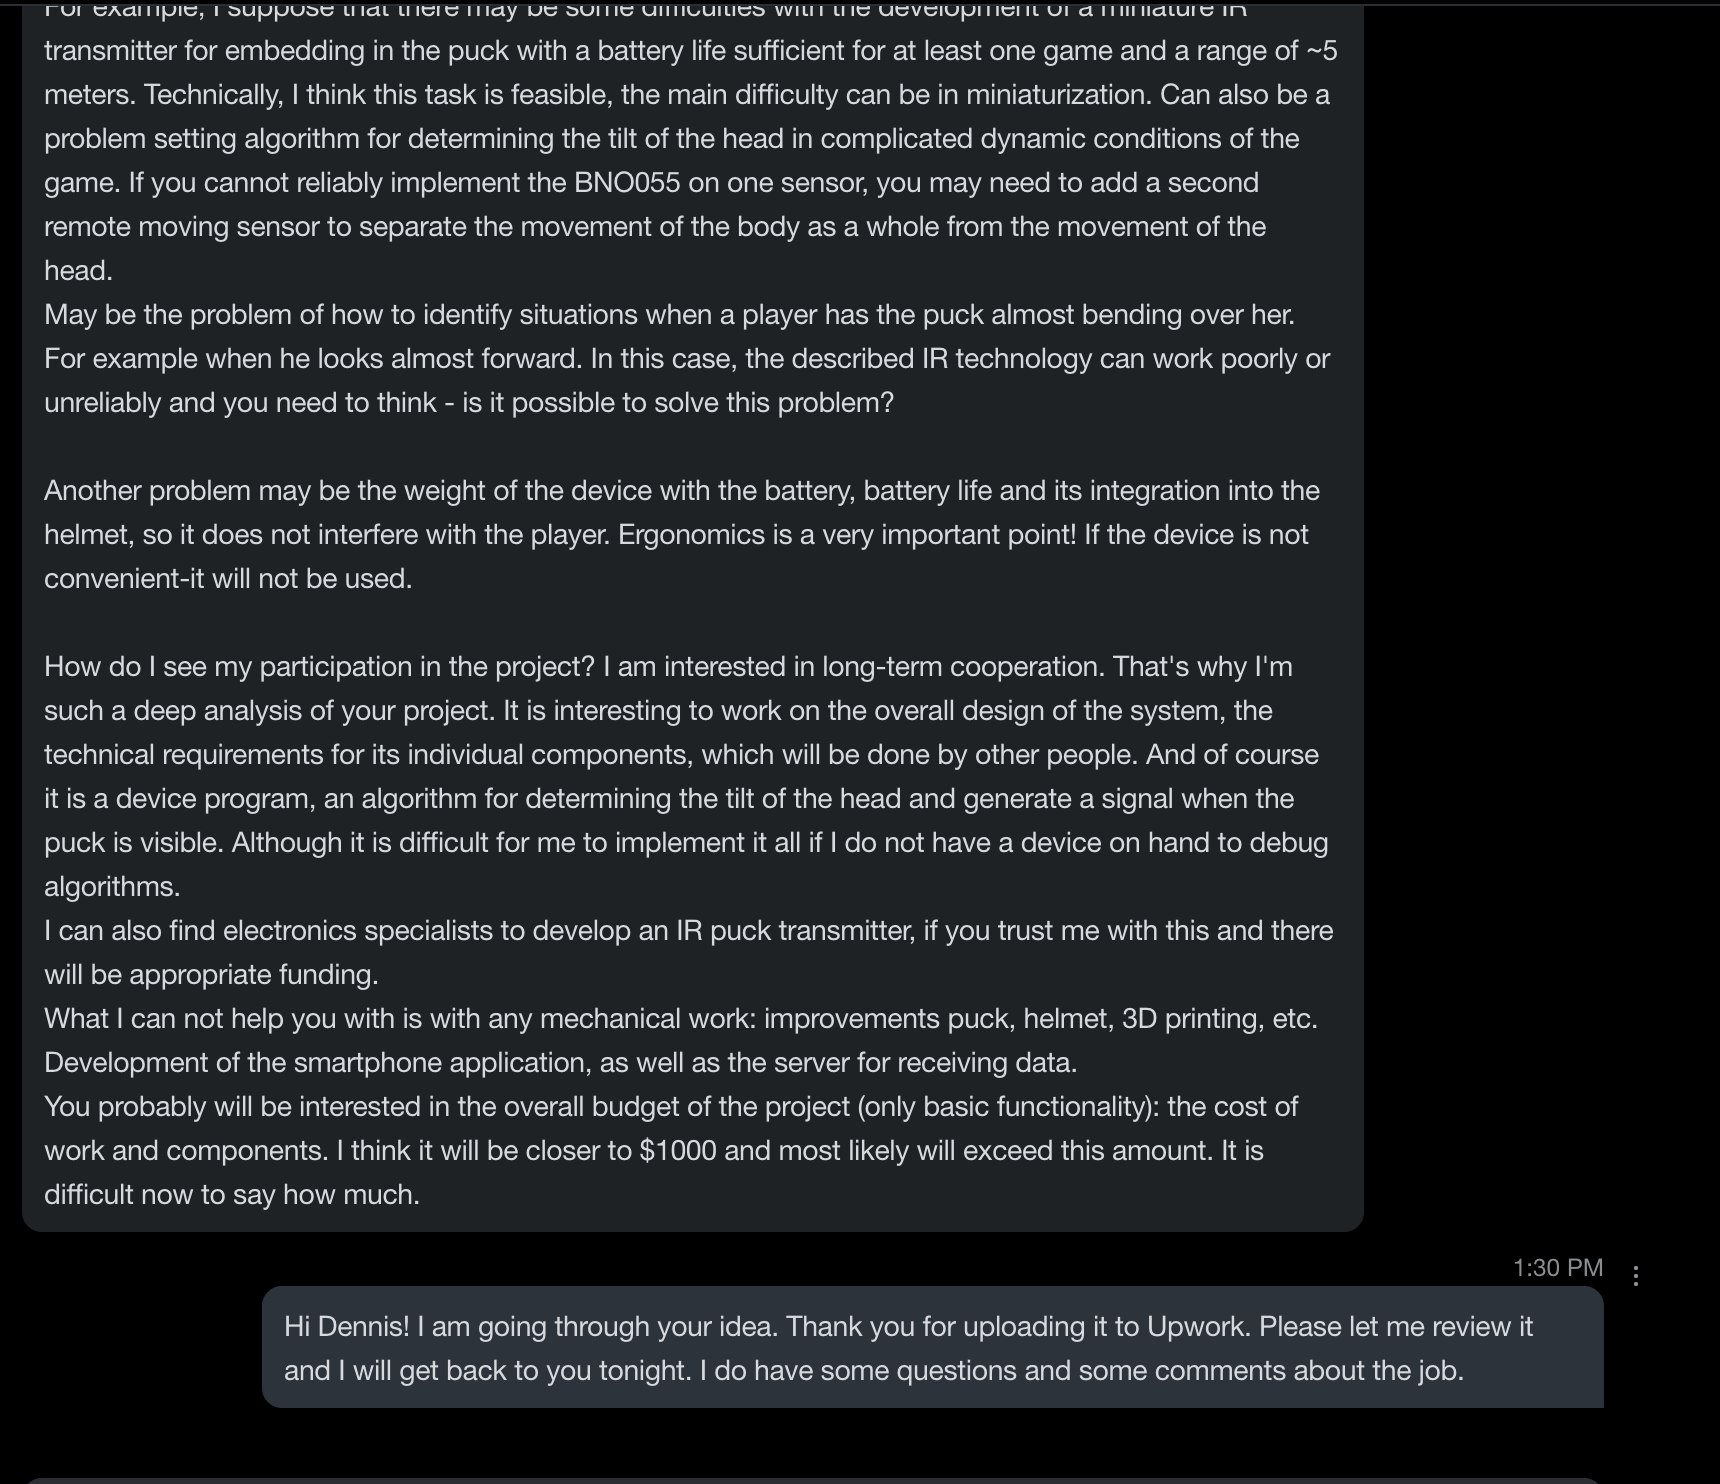 For example, I suppose that there may be some difficulties with the development of a miniature IR
transmitter for embedding in the puck with a battery life sufficient for at least one game and a range of ~5
meters. Technically, I think this task is feasible, the main difficulty can be in miniaturization. Can also be a
problem setting algorithm for determining the tilt of the head in complicated dynamic conditions of the
game. If you cannot reliably implement the BNO055 on one sensor, you may need to add a second
remote moving sensor to separate the movement of the body as a whole from the movement of the
head.
May be the problem of how to identify situations when a player has the puck almost bending over her.
For example when he looks almost forward. In this case, the described IR technology can work poorly or
unreliably and you need to think - is it possible to solve this problem?
Another problem may be the weight of the device with the battery, battery life and its integration into the
helmet, so it does not interfere with the player. Ergonomics is a very important point! If the device is not
convenient-it will not be used.
How do I see my participation in the project? I am interested in long-term cooperation. That's why I'm
such a deep analysis of your project. It is interesting to work on the overall design of the system, the
technical requirements for its individual components, which will be done by other people. And of course
it is a device program, an algorithm for determining the tilt of the head and generate a signal when the
puck is visible. Although it is difficult for me to implement it all if I do not have a device on hand to debug
algorithms.
I can also find electronics specialists to develop an IR puck transmitter, if you trust me with this and there
will be appropriate funding.
What I can not help you with is with any mechanical work: improvements puck, helmet, 3D printing, etc.
Development of the smartphone application, as well as the server for receiving data.
You probably will be interested in the overall budget of the project (only basic functionality): the cost of
work and components. I think it will be closer to $1000 and most likely will exceed this amount. It is
difficult now to say how much.
1:30 PM
Hi Dennis! I am going through your idea. Thank you for uploading it to Upwork. Please let me review it
and I will get back to you tonight. I do have some questions and some comments about the job.